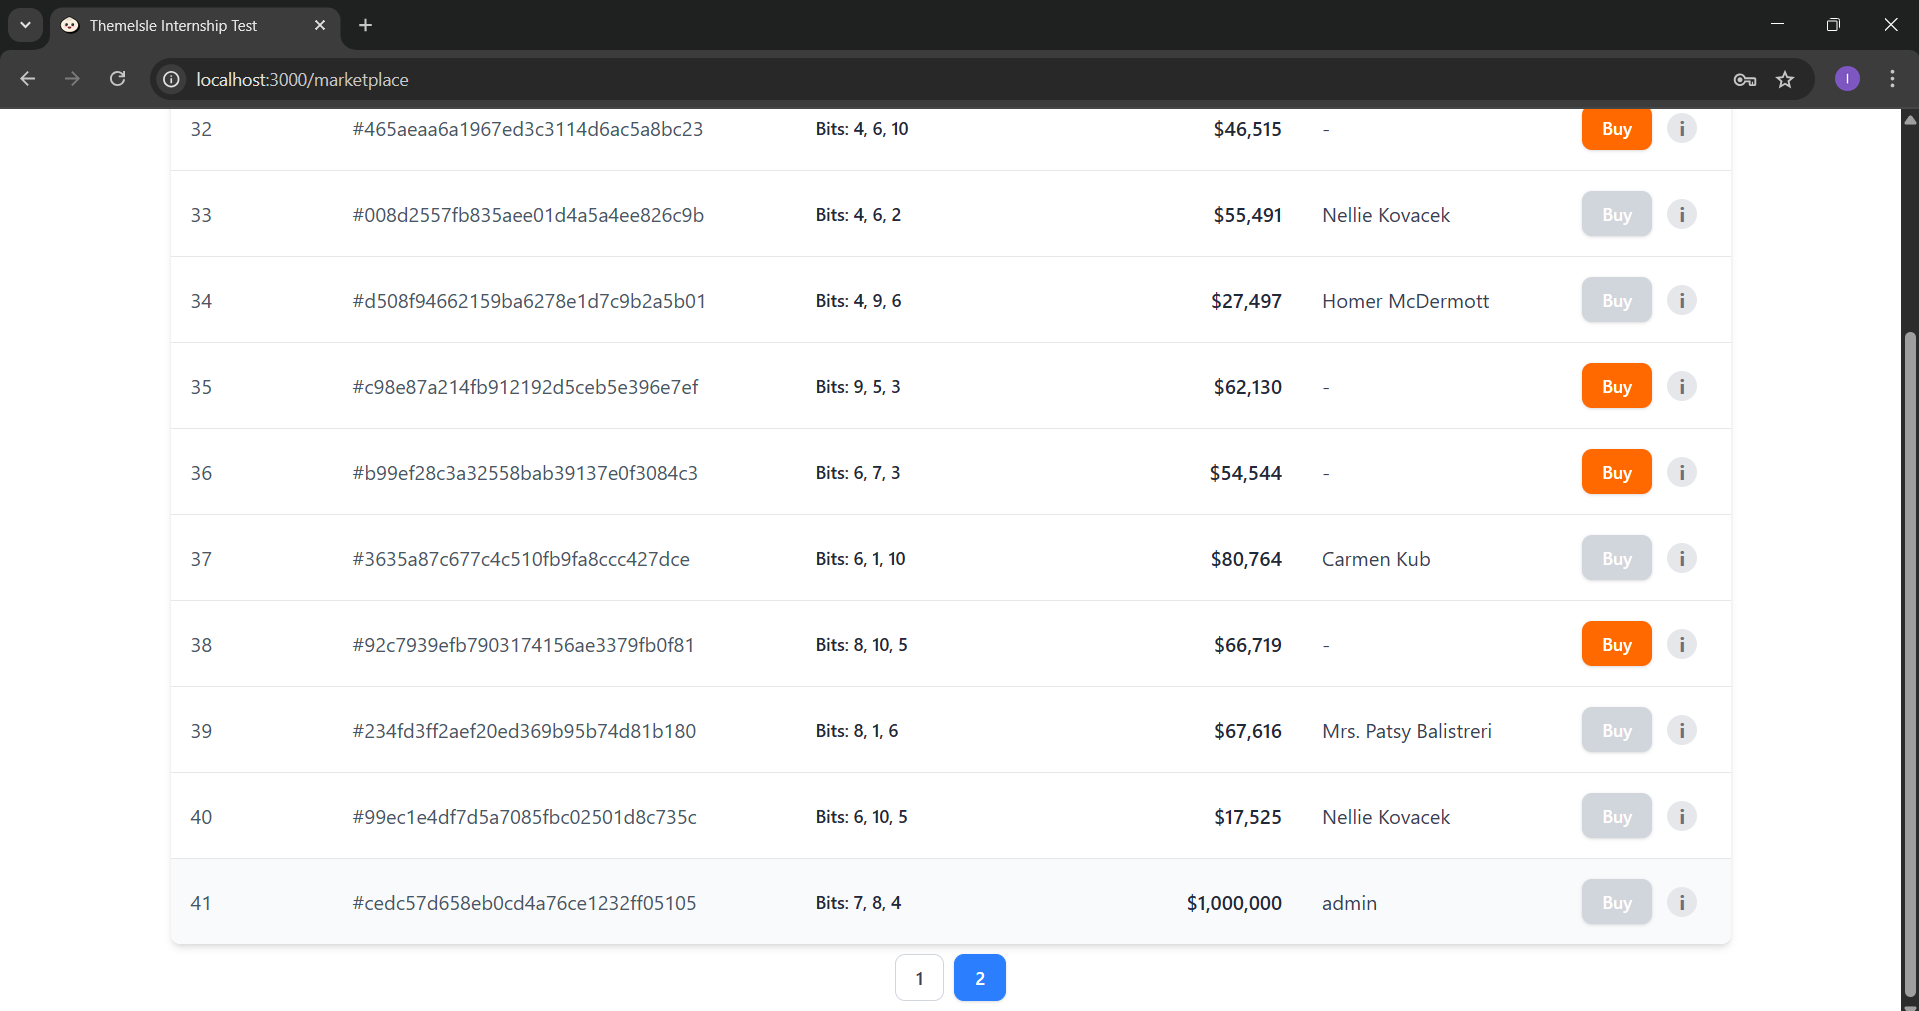 ThemeIsle Internship Test
localhost:3000/marketplace
I
32 #465aeaa6a1967ed3c3114d6ac5a8bc23 Bits: 4, 6, 10 $46,515 - Buy i
33 #008d2557fb835aee01d4a5a4ee826c9b Bits: 4, 6, 2 $55,491 Nellie Kovacek Buy i
34 #d508f94662159ba6278e1d7c9b2a5b01 Bits: 4, 9, 6 $27,497 Homer McDermott Buy i
35 #c98e87a214fb912192d5ceb5e396e7ef Bits: 9, 5, 3 $62,130 - Buy i
36 #b99ef28c3a32558bab39137e0f3084c3 Bits: 6, 7, 3 $54,544 - Buy i
37 #3635a87c677c4c510fb9fa8ccc427dce Bits: 6, 1, 10 $80,764 Carmen Kub Buy i
38 #92c7939efb7903174156ae3379fb0f81 Bits: 8, 10, 5 $66,719 - Buy i
39 #234fd3ff2aef20ed369b95b74d81b180 Bits: 8, 1, 6 $67,616 Mrs. Patsy Balistreri Buy i
40 #99ec1e4df7d5a7085fbc02501d8c735c Bits: 6, 10, 5 $17,525 Nellie Kovacek Buy i
41 #cedc57d658eb0cd4a76ce1232ff05105 Bits: 7, 8, 4 $1,000,000 admin Buy i
1 2